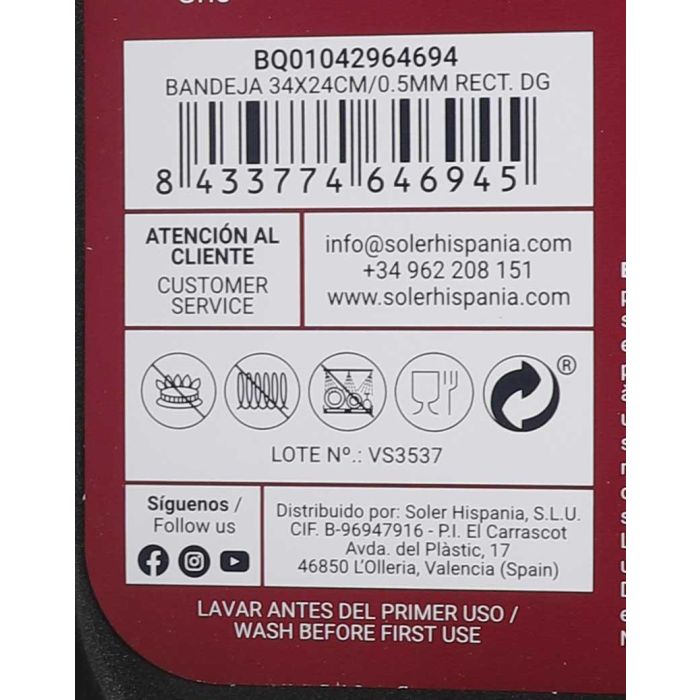 BQ01042964694
BANDEJA 34X24CM/0.5MM RECT. DG
8 433774 646945
ATENCIÓN AL
CLIENTE
CUSTOMER
SERVICE
info@solerhispania.com
+34 962 208 151
www.solerhispania.com
®
LOTE Nº.: VS3537
Síguenos /
Follow us
Distribuido por: Soler Hispania, S.L.U.
CIF. B-96947916 - P.I. El Carrascot
Avda. del Plàstic, 17
46850 L'Olleria, Valencia (Spain)
LAVAR ANTES DEL PRIMER USO /
WASH BEFORE FIRST USE